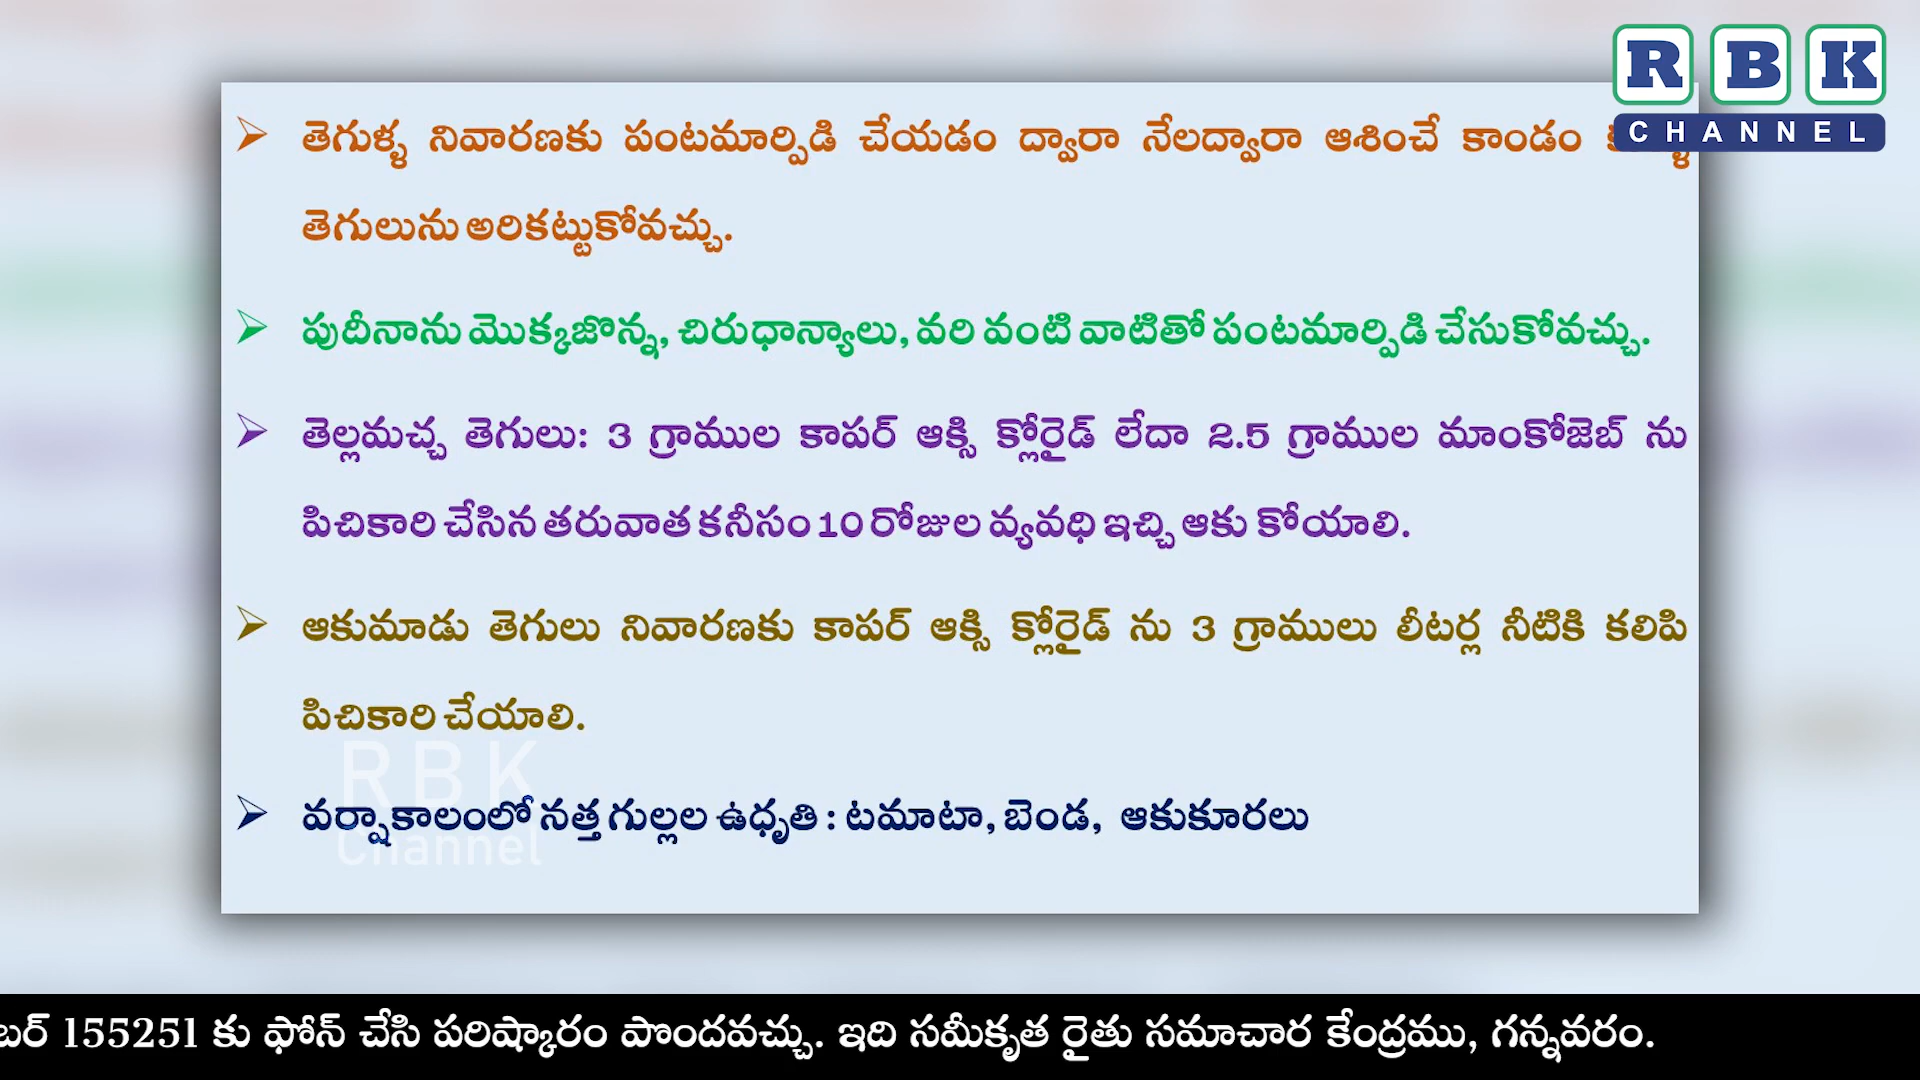 R B K
CHANNEL
తెగుళ్ళ నివారణకు పంటమార్పిడి చేయడం ద్వారా నేలద్వారా ఆశించే కాండం
తెగులును అరికట్టుకోవచ్చు.
పుదీనాను మొక్కజొన్న, చిరుధాన్యాలు, వరి వంటి వాటితో పంటమార్పిడి చేసుకోవచ్చు.
తెల్లమచ్చ తెగులు: 3 గ్రాముల కాపర్ ఆక్సి క్లోరైడ్ లేదా 2.5 గ్రాముల మాంకోజెబ్ ను
పిచికారి చేసిన తరువాత కనీసం 10 రోజుల వ్యవధి ఇచ్చి ఆకు కోయాలి.
ఆకుమాడు తెగులు నివారణకు కాపర్ ఆక్సి క్లోరైడ్ ను 3 గ్రాములు లీటర్ల నీటికి కలిపి
పిచికారి చేయాలి.
వర్షాకాలంలో నత్త గుల్లల ఉధృతి : టమాటా, బెండ, ఆకుకూరలు
RBK
Channel
155251 కు ఫోన్ చేసి పరిష్కారం పొందవచ్చు. ఇది సమీకృత రైతు సమాచార కేంద్రము, గన్నవరం.